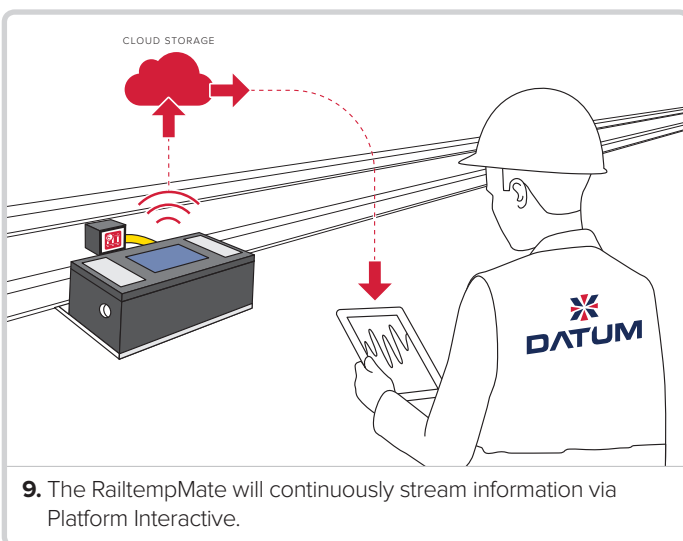 CLOUD STORAGE
DATUM
9. The RailtempMate will continuously stream information via
Platform Interactive.